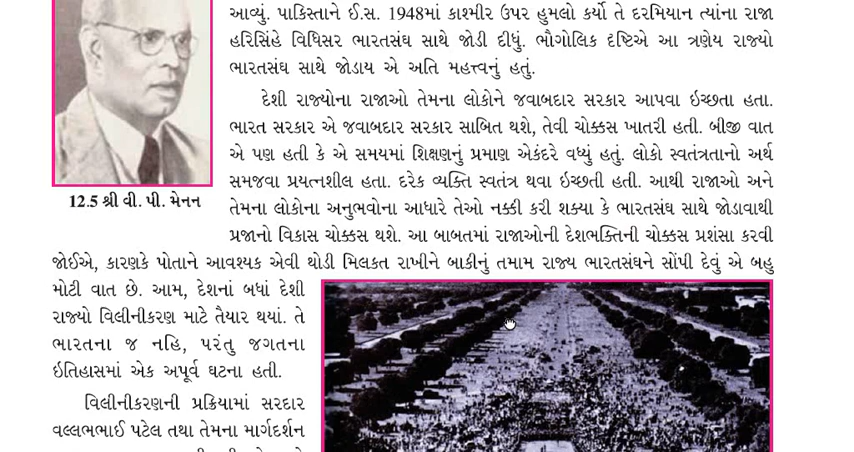 આવ્યું. પાકિસ્તાને ઈ.સ. 1948માં કાશ્મીર ઉપર હુમલો કર્યો તે દરમિયાન ત્યાંના રાજા
હરિસિંહે વિધિસર ભારતસંઘ સાથે જોડી દીધું. ભૌગોલિક દૃષ્ટિએ આ ત્રણેય રાજ્યો
ભારતસંઘ સાથે જોડાય એ અતિ મહત્ત્વનું હતું.
દેશી રાજ્યોના રાજાઓ તેમના લોકોને જવાબદાર સરકાર આપવા ઇચ્છતા હતા.
ભારત સરકાર એ જવાબદાર સરકાર સાબિત થશે, તેવી ચોક્કસ ખાતરી હતી. બીજી વાત
એ પણ હતી કે એ સમયમાં શિક્ષણનું પ્રમાણ એકંદરે વધ્યું હતું. લોકો સ્વતંત્રતાનો અર્થ
સમજવા પ્રયત્નશીલ હતા. દરેક વ્યક્તિ સ્વતંત્ર થવા ઇચ્છતી હતી. આથી રાજાઓ અને
તેમના લોકોના અનુભવોના આધારે તેઓ નક્કી કરી શક્યા કે ભારતસંઘ સાથે જોડાવાથી
પ્રજાનો વિકાસ ચોક્કસ થશે. આ બાબતમાં રાજાઓની દેશભક્તિની ચોક્કસ પ્રશંસા કરવી
12.5 શ્રી વી. પી. મેનન
જોઈએ, કારણકે પોતાને આવશ્યક એવી થોડી મિલકત રાખીને બાકીનું તમામ રાજ્ય ભારતસંઘને સોંપી દેવું એ બહુ
મોટી વાત છે. આમ, દેશનાં બધાં દેશી
રાજ્યો વિલીનીકરણ માટે તૈયાર થયાં. તે
ભારતના જ નહિ, પરંતુ જગતના
ઇતિહાસમાં એક અપૂર્વ ઘટના હતી.
વિલીનીકરણની પ્રક્રિયામાં સરદાર
વલ્લભભાઈ પટેલ તથા તેમના માર્ગદર્શન